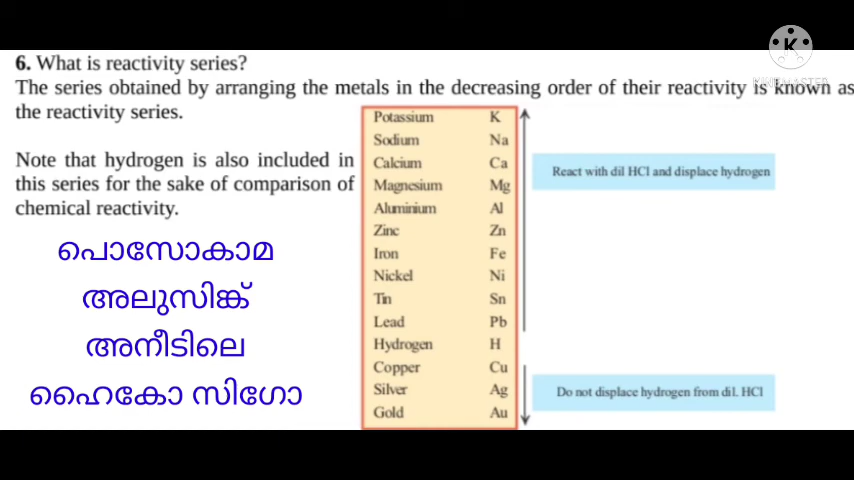 KINEMASTER
6. What is reactivity series?
The series obtained by arranging the metals in the decreasing order of their reactivity is known as
the reactivity series.
Note that hydrogen is also included in
this series for the sake of comparison of
chemical reactivity.
പൊസോകാമ
അലുസിങ്ക്
അനീടിലെ
ഹൈകോ സിഗോ
Potassium K
Sodium Na
Calcium Ca
Magnesium Mg
Aluminium Al
Zinc Zn
Iron Fe
Nickel Ni
Tin Sn
Lead Pb
Hydrogen H
Copper Cu
Silver Ag
Gold Au
React with dil HCl and displace hydrogen
Do not displace hydrogen from dil. HCl